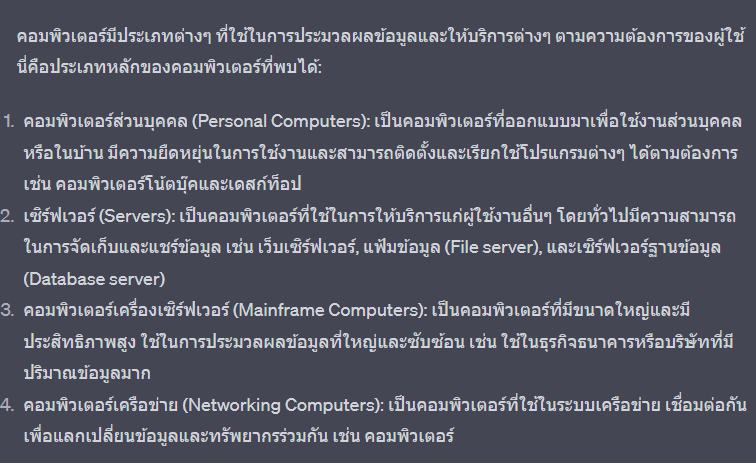 คอมพิวเตอร์มีประเภทต่างๆ ที่ใช้ในการประมวลผลข้อมูลและให้บริการต่างๆ ตามความต้องการของผู้ใช้
นี่คือประเภทหลักของคอมพิวเตอร์ที่พบได้:
1. คอมพิวเตอร์ส่วนบุคคล (Personal Computers): เป็นคอมพิวเตอร์ที่ออกแบบมาเพื่อใช้งานส่วนบุคคล
หรือในบ้าน มีความยืดหยุ่นในการใช้งานและสามารถติดตั้งและเรียกใช้โปรแกรมต่างๆ ได้ตามต้องการ
เช่น คอมพิวเตอร์โน้ตบุ๊คและเดสก์ท็อป
2. เซิร์ฟเวอร์ (Servers): เป็นคอมพิวเตอร์ที่ใช้ในการให้บริการแก่ผู้ใช้งานอื่นๆ โดยทั่วไปมีความสามารถ
ในการจัดเก็บและแชร์ข้อมูล เช่น เว็บเซิร์ฟเวอร์, แฟ้มข้อมูล (File server), และเซิร์ฟเวอร์ฐานข้อมูล
(Database server)
3. คอมพิวเตอร์เครื่องเซิร์ฟเวอร์ (Mainframe Computers): เป็นคอมพิวเตอร์ที่มีขนาดใหญ่และมี
ประสิทธิภาพสูง ใช้ในการประมวลผลข้อมูลที่ใหญ่และซับซ้อน เช่น ใช้ในธุรกิจธนาคารหรือบริษัทที่มี
ปริมาณข้อมูลมาก
4. คอมพิวเตอร์เครือข่าย (Networking Computers): เป็นคอมพิวเตอร์ที่ใช้ในระบบเครือข่าย เชื่อมต่อกัน
เพื่อแลกเปลี่ยนข้อมูลและทรัพยากรร่วมกัน เช่น คอมพิวเตอร์